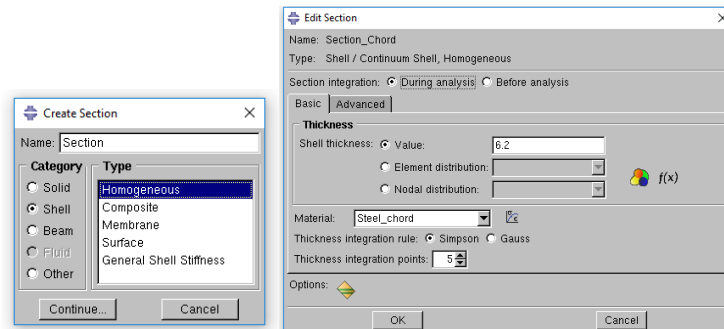 Create Section
Name: Section
Category
Type
Solid
Shell
Beam
Fluid
Other
Homogeneous
Composite
Membrane
Surface
General Shell Stiffness
Continue...
Cancel
Edit Section
Name: Section_Chord
Type: Shell / Continuum Shell, Homogeneous
Section integration: During analysis Before analysis
Basic Advanced
Thickness
Shell thickness: Value: 6.2
Element distribution:
Nodal distribution:
f(x)
Material: Steel_chord
Thickness integration rule: Simpson Gauss
Thickness integration points: 5
Options:
OK Cancel